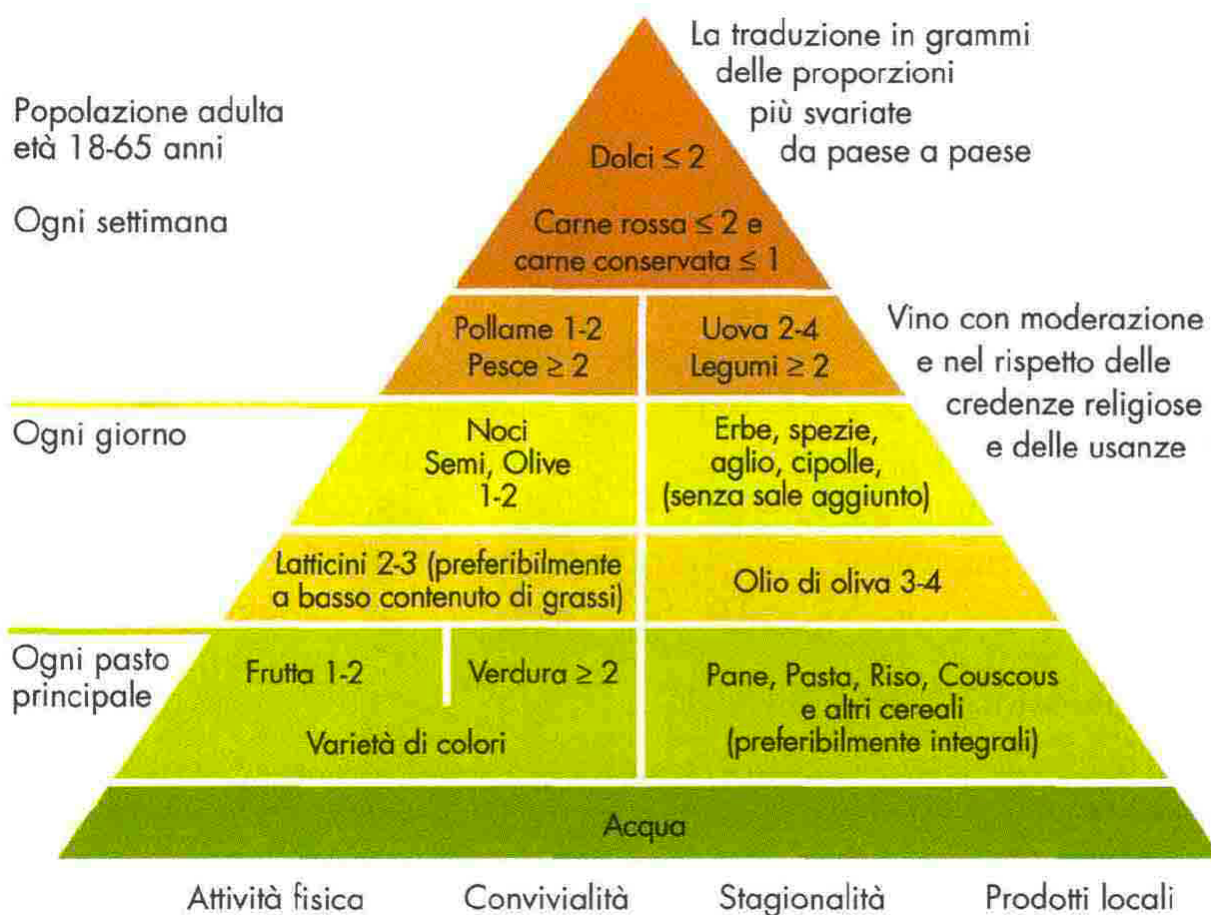 La traduzione in grammi
delle proporzioni
più svariate
da paese a paese
Popolazione adulta
età 18-65 anni
Ogni settimana
Dolci ≤ 2
Carne rossa ≤ 2 e
carne conservata ≤ 1
Pollame 1-2
Pesce ≥ 2
Uova 2-4
Legumi ≥ 2
Vino con moderazione
e nel rispetto delle
credenze religiose
e delle usanze
Ogni giorno
Noci
Semi, Olive
1-2
Erbe, spezie,
aglio, cipolle,
(senza sale aggiunto)
Latticini 2-3 (preferibilmente
a basso contenuto di grassi)
Olio di oliva 3-4
Ogni pasto
principale
Frutta 1-2
Verdura ≥ 2
Varietà di colori
Pane, Pasta, Riso, Couscous
e altri cereali
(preferibilmente integrali)
Acqua
Attività fisica
Convivialità
Stagionalità
Prodotti locali